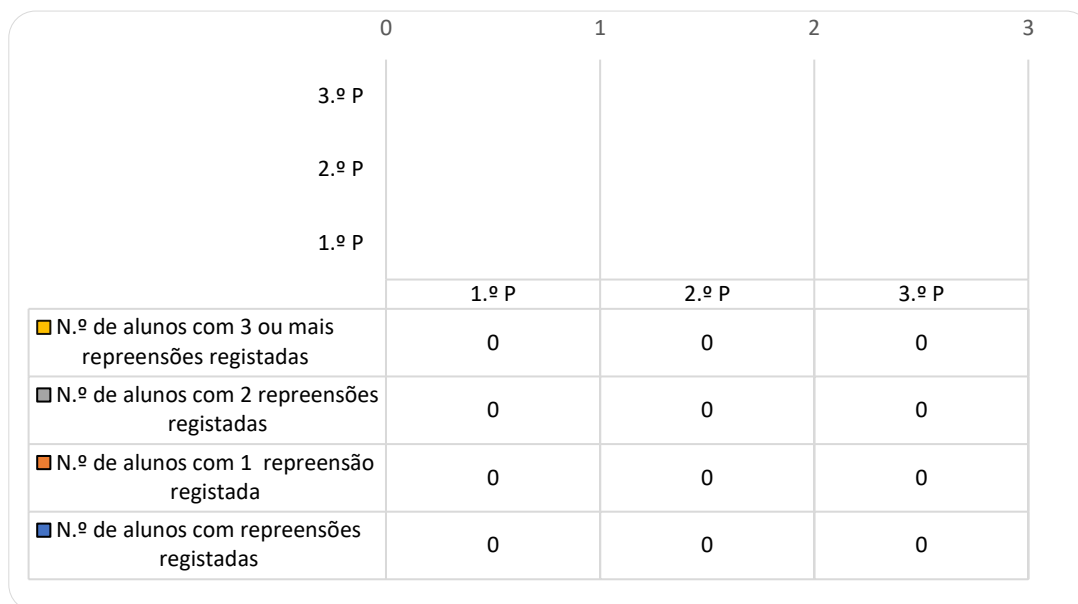 0 1 2 3
3.º P
2.º P
1.º P
1.º P 2.º P 3.º P
N.º de alunos com 3 ou mais
repreensões registadas
0 0 0
N.º de alunos com 2 repreensões
registadas
0 0 0
N.º de alunos com 1  repreensão
registada
0 0 0
N.º de alunos com repreensões
registadas
0 0 0